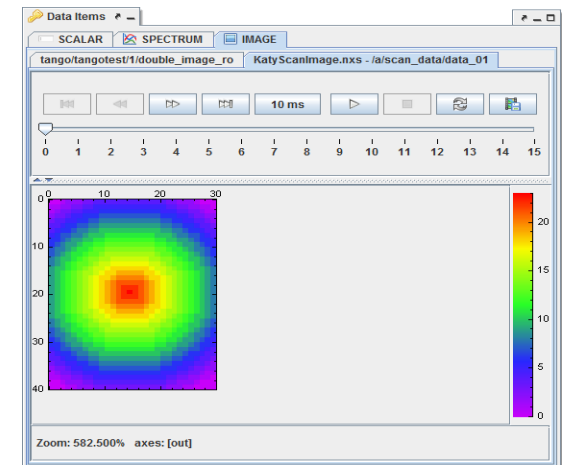 Data Items
SCALAR SPECTRUM IMAGE
tango/tangotest/1/double_image_ro KatyScanImage.nxs - /a/scan_data/data_01
10 ms
0 1 2 3 4 5 6 7 8 9 10 11 12 13 14 15
0 10 20 30
0
10
20
30
40
20
15
10
5
0
Zoom: 582.500% axes: [out]